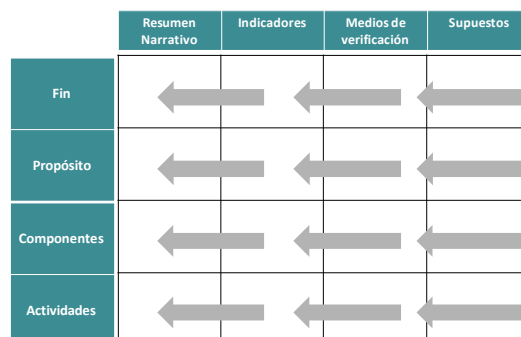 Resumen
Narrativo
Indicadores
Medios de
verificación
Supuestos
Fin
Propósito
Componentes
Actividades